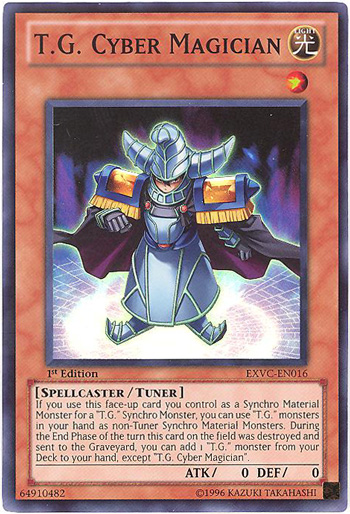 T.G. Cyber Magician
LIGHT
光
1st Edition
EXVC-EN016
[Spellcaster / Tuner]
If you use this face-up card you control as a Synchro Material
Monster for a "T.G." Synchro Monster, you can use "T.G." monsters
in your hand as non-Tuner Synchro Material Monsters. During
the End Phase of the turn this card on the field was destroyed and
sent to the Graveyard, you can add 1 "T.G." monster from your
Deck to your hand, except "T.G. Cyber Magician".
ATK/ 0 DEF/ 0
64910482
©1996 KAZUKI TAKAHASHI